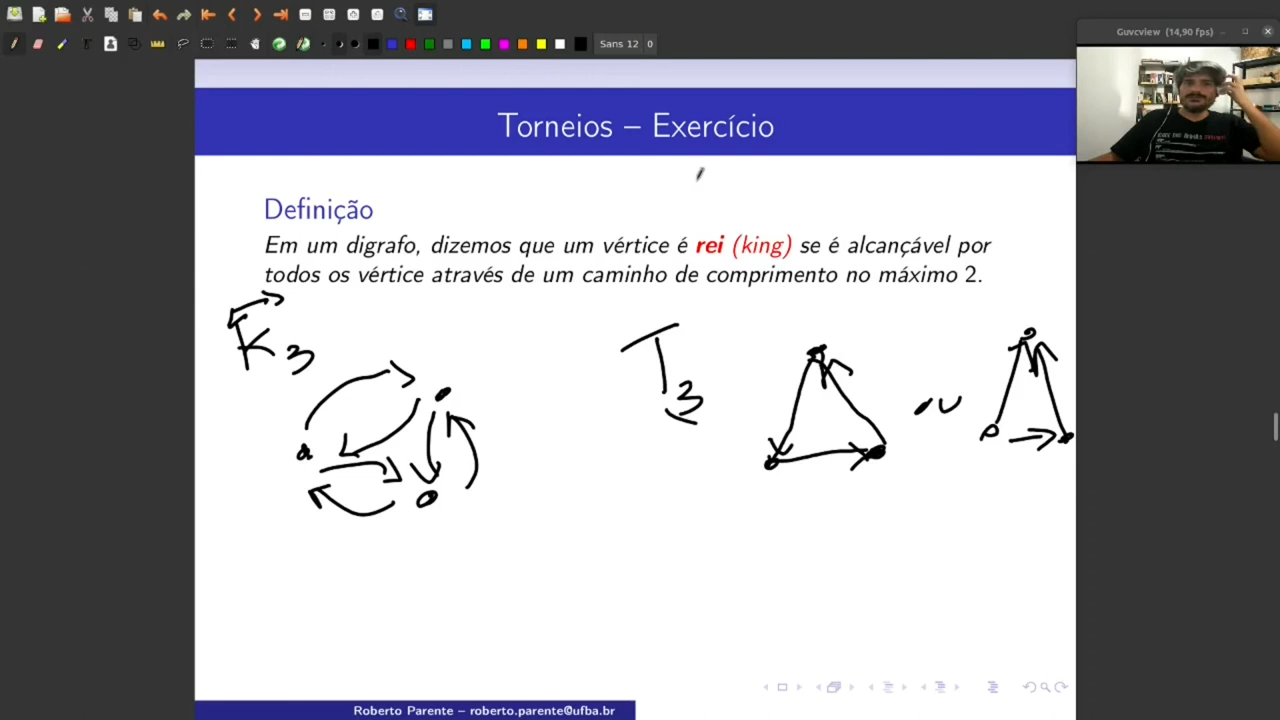 Guvcview (14,90 fps)
Sans 12 0
Torneios – Exercício
Definição
Em um digrafo, dizemos que um vértice é rei (king) se é alcançável por
todos os vértice através de um caminho de comprimento no máximo 2.
K3
T3
ou
Roberto Parente – roberto.parente@ufba.br